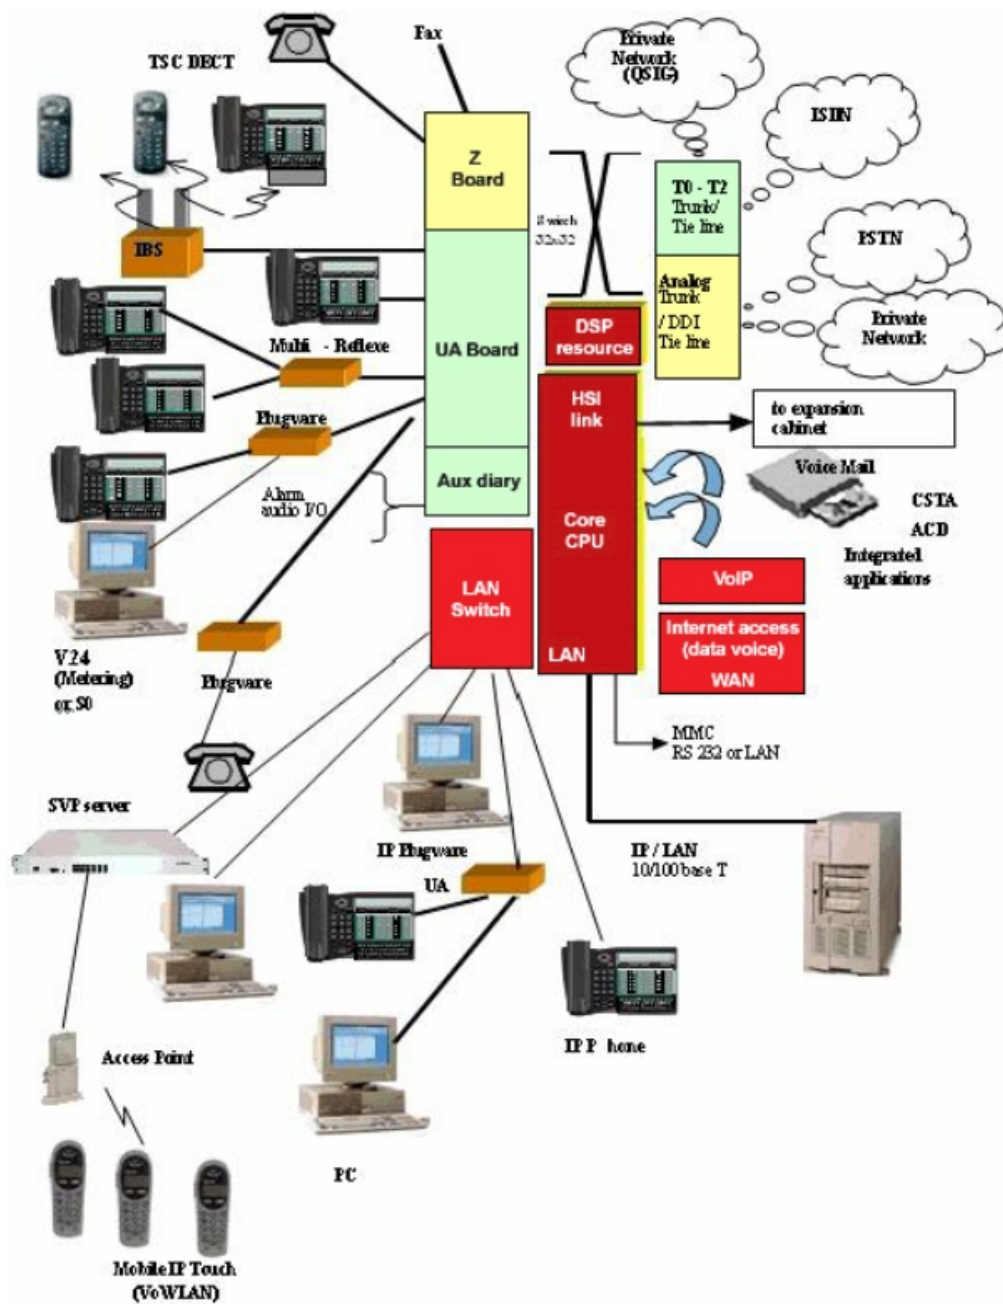 Fax
Private
Network
(QSIG)
TSC DECT
ISDN
Z
Board
T0 - T2
Trunk/
Tie line
Switch
32x32
PSTN
IBS
Analog
Trunk
/ DDI
Tie line
Private
Network
DSP
resource
Multi - Reflexe
UA Board
HSI
link
to expansion
cabinet
Plugware
Voice Mail
Aux diary
Alarm
audio I/O
CSTA
ACD
Core
CPU
Integrated
applications
VoIP
LAN
Switch
Internet access
(data voice)
WAN
LAN
V24
(Metering)
or S0
Plugware
MMC
RS 232 or LAN
SVP server
IP Plugware
IP / LAN
10/100 base T
UA
IP P hone
Access Point
PC
Mobile IP Touch
(VoWLAN)